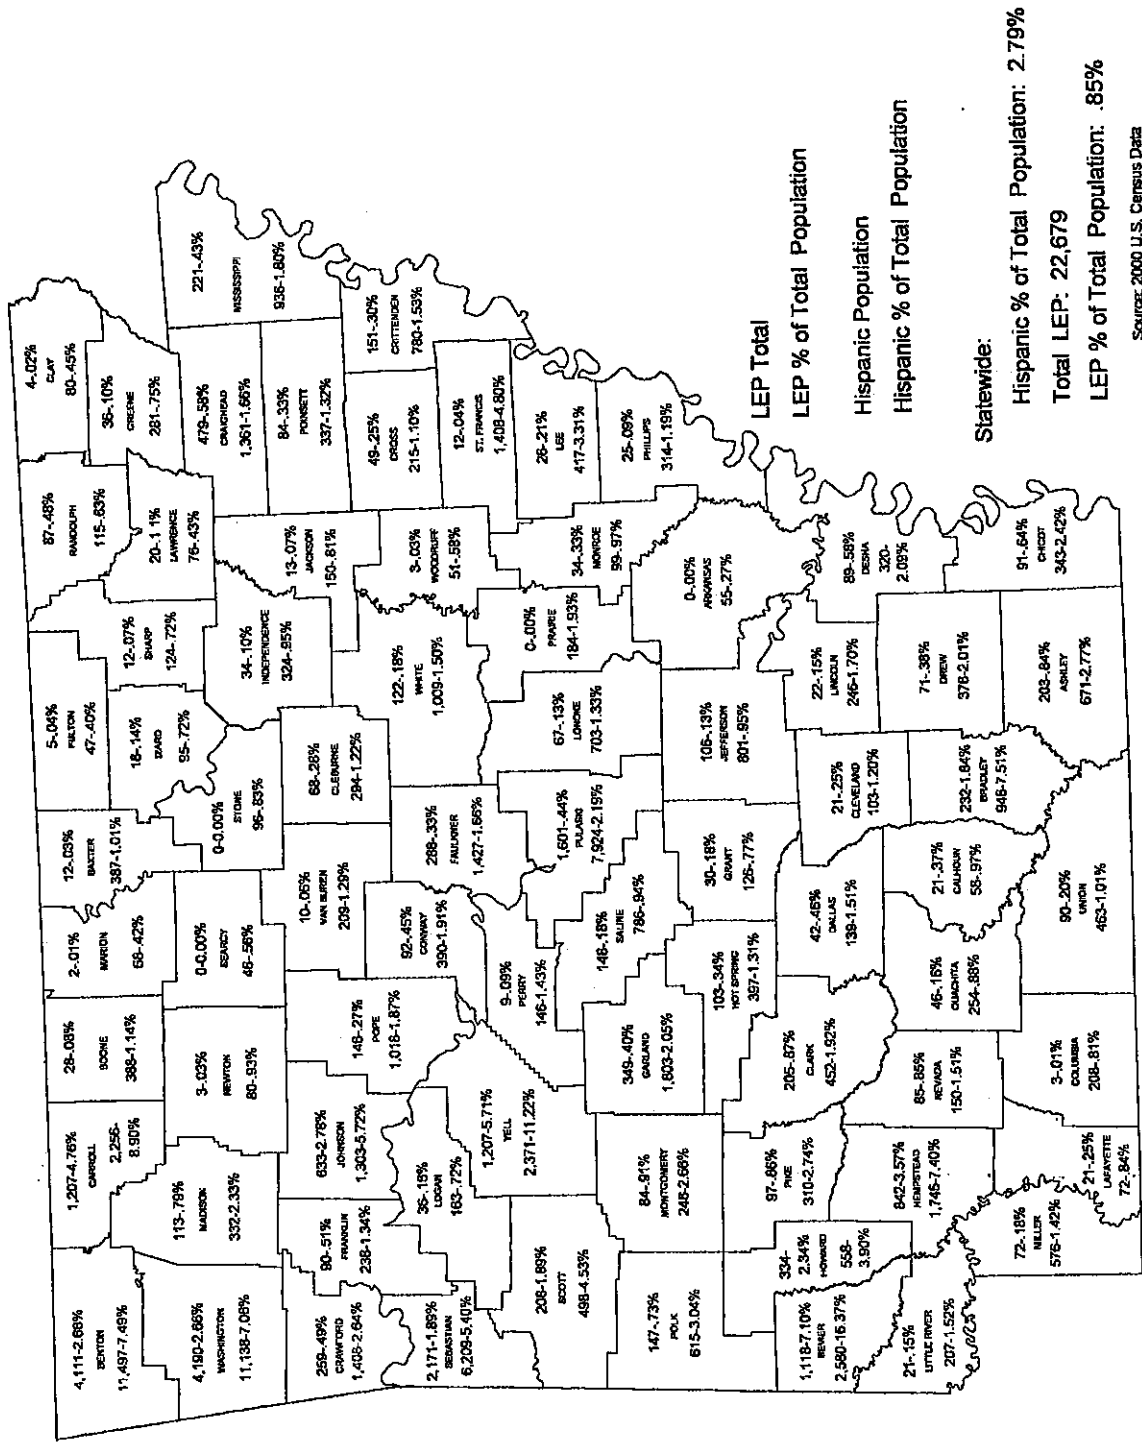 4,111-2.68%
BENTON
11,497-7.49%
1,207-4.76%
CARROLL
2,256-
8.90%
28-.08%
BOONE
388-1.14%
2-.01%
MARION
68-.42%
12-.03%
BAXTER
387-1.01%
5-.04%
FULTON
47-.40%
87-.48%
RANDOLPH
115-.63%
4-.02%
CLAY
80-.45%
4,190-2.66%
WASHINGTON
11,138-7.06%
113-.79%
MADISON
332-2.33%
3-.03%
NEWTON
80-.93%
0-0.00%
SEARCY
46-.56%
0-0.00%
STONE
96-.83%
18-.14%
IZARD
95-.72%
12-.07%
SHARP
124-.72%
20-.1 1%
LAWRENCE
76-.43%
36-.10%
GREENE
281-.75%
259-.49%
CRAWFORD
1,408-2.64%
90-.51%
FRANKLIN
238-1.34%
633-2.78%
JOHNSON
1,303-5.72%
148-.27%
POPE
1,018-1.87%
10-.06%
VAN BUREN
209-1.29%
68-.28%
CLEBURNE
294-1.22%
34-.10%
INDEPENDENCE
324-.95%
13-.07%
JACKSON
150-.81%
479-.58%
CRAIGHEAD
1,361-1.66%
221-.43%
MISSISSIPPI
936-1.80%
84-.33%
POINSETT
337-1.32%
2,171-1.89%
SEBASTIAN
6,209-5.40%
36-.16%
LOGAN
163-.72%
92-.45%
CONWAY
390-1.91%
288-.33%
FAULKNER
1,427-1.66%
122-.18%
WHITE
1,009-1.50%
3-.03%
WOODRUFF
51-.58%
49-.25%
CROSS
215-1.10%
151-.30%
CRITTENDEN
780-1.53%
208-1.89%
SCOTT
498-4.53%
1,207-5.71%
YELL
2,371-11.22%
9-.09%
PERRY
146-1.43%
1,601-.44%
PULASKI
7,924-2.19%
67-.13%
LONOKE
703-1.33%
0-.00%
PRAIRIE
184-1.93%
34-.33%
MONROE
99-.97%
12-.04%
ST. FRANCIS
1,408-4.80%
26-.21%
LEE
417-3.31%
25-.09%
PHILLIPS
314-1.19%
147-.73%
POLK
615-3.04%
84-.91%
MONTGOMERY
246-2.66%
349-.40%
GARLAND
1,803-2.05%
148-.18%
SALINE
786-.94%
103-.34%
HOT SPRING
397-1.31%
30-.18%
GRANT
126-.77%
106-.13%
JEFFERSON
801-.95%
0-.00%
ARKANSAS
55-.27%
1,118-7.10%
SEVIER
2,580-16.37%
334-
2.34%
HOWARD
558-
3.90%
97-.86%
PIKE
310-2.74%
205-.87%
CLARK
452-1.92%
42-.46%
DALLAS
139-1.51%
21-.25%
CLEVELAND
103-1.20%
22-.15%
LINCOLN
246-1.70%
89-.58%
DESHA
320-
2.09%
21-.15%
LITTLE RIVER
207-1.52%
842-3.57%
HEMPSTEAD
1,745-7.40%
85-.85%
NEVADA
150-1.51%
46-.16%
OUACHITA
254-.88%
21-.37%
CALHOUN
58-.97%
232-1.84%
BRADLEY
946-7.51%
71-.38%
DREW
376-2.01%
72-.18%
MILLER
576-1.42%
21-.25%
LAFAYETTE
72-.84%
3-.01%
COLUMBIA
208-.81%
90-.20%
UNION
463-1.01%
203-.84%
ASHLEY
671-2.77%
91-.64%
CHICOT
343-2.42%
LEP Total
LEP % of Total Population
Hispanic Population
Hispanic % of Total Population
Statewide:
Hispanic % of Total Population: 2.79%
Total LEP: 22,679
LEP % of Total Population: .85%
Source: 2000 U.S. Census Data